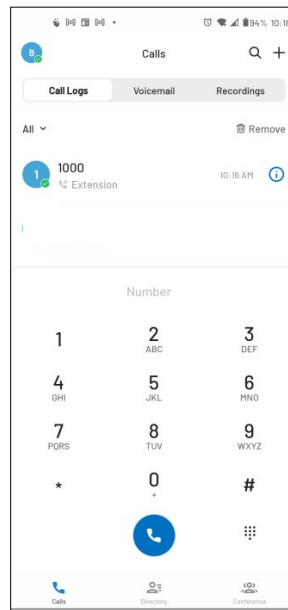 94% 10:18
B
Calls
Call Logs Voicemail Recordings
All Remove
1 1000 10:16 AM
Extension
Number
1 2 3
ABC DEF
4 5 6
GHI JKL MNO
7 8 9
PQRS TUV WXYZ
* 0 #
+
Calls Directory Conference